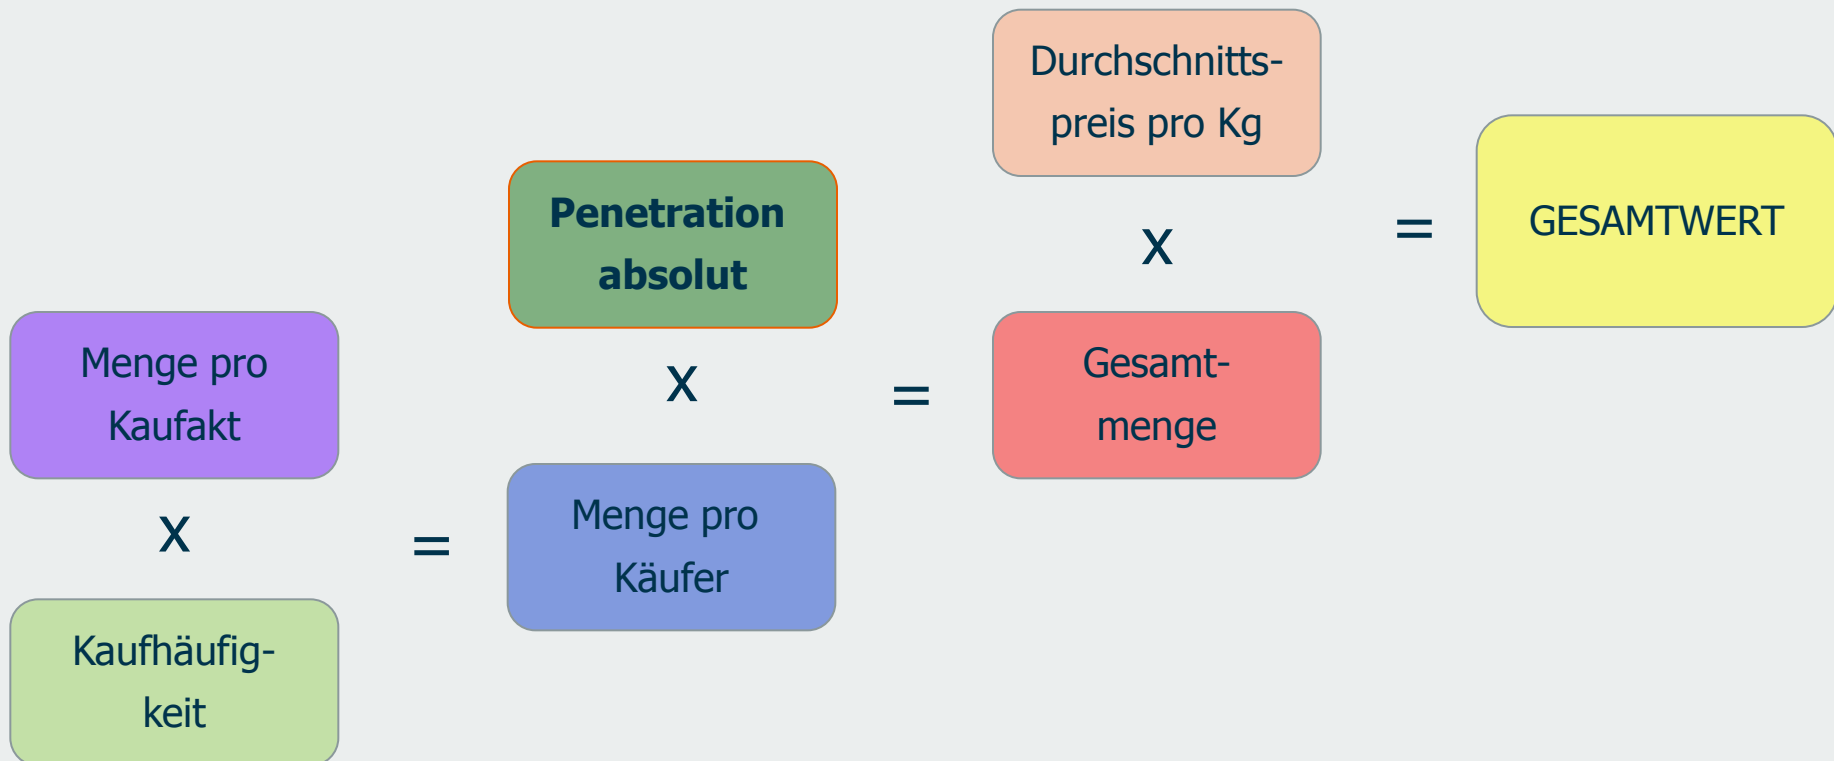 Menge pro
Kaufakt
x
Kaufhäufig-
keit
=
Penetration
absolut
x
Menge pro
Käufer
=
Durchschnitts-
preis pro Kg
x
Gesamt-
menge
=
GESAMTWERT